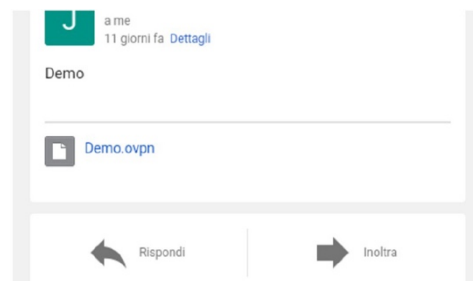 J
a me
11 giorni fa Dettagli
Demo
Demo.ovpn
Rispondi
Inoltra